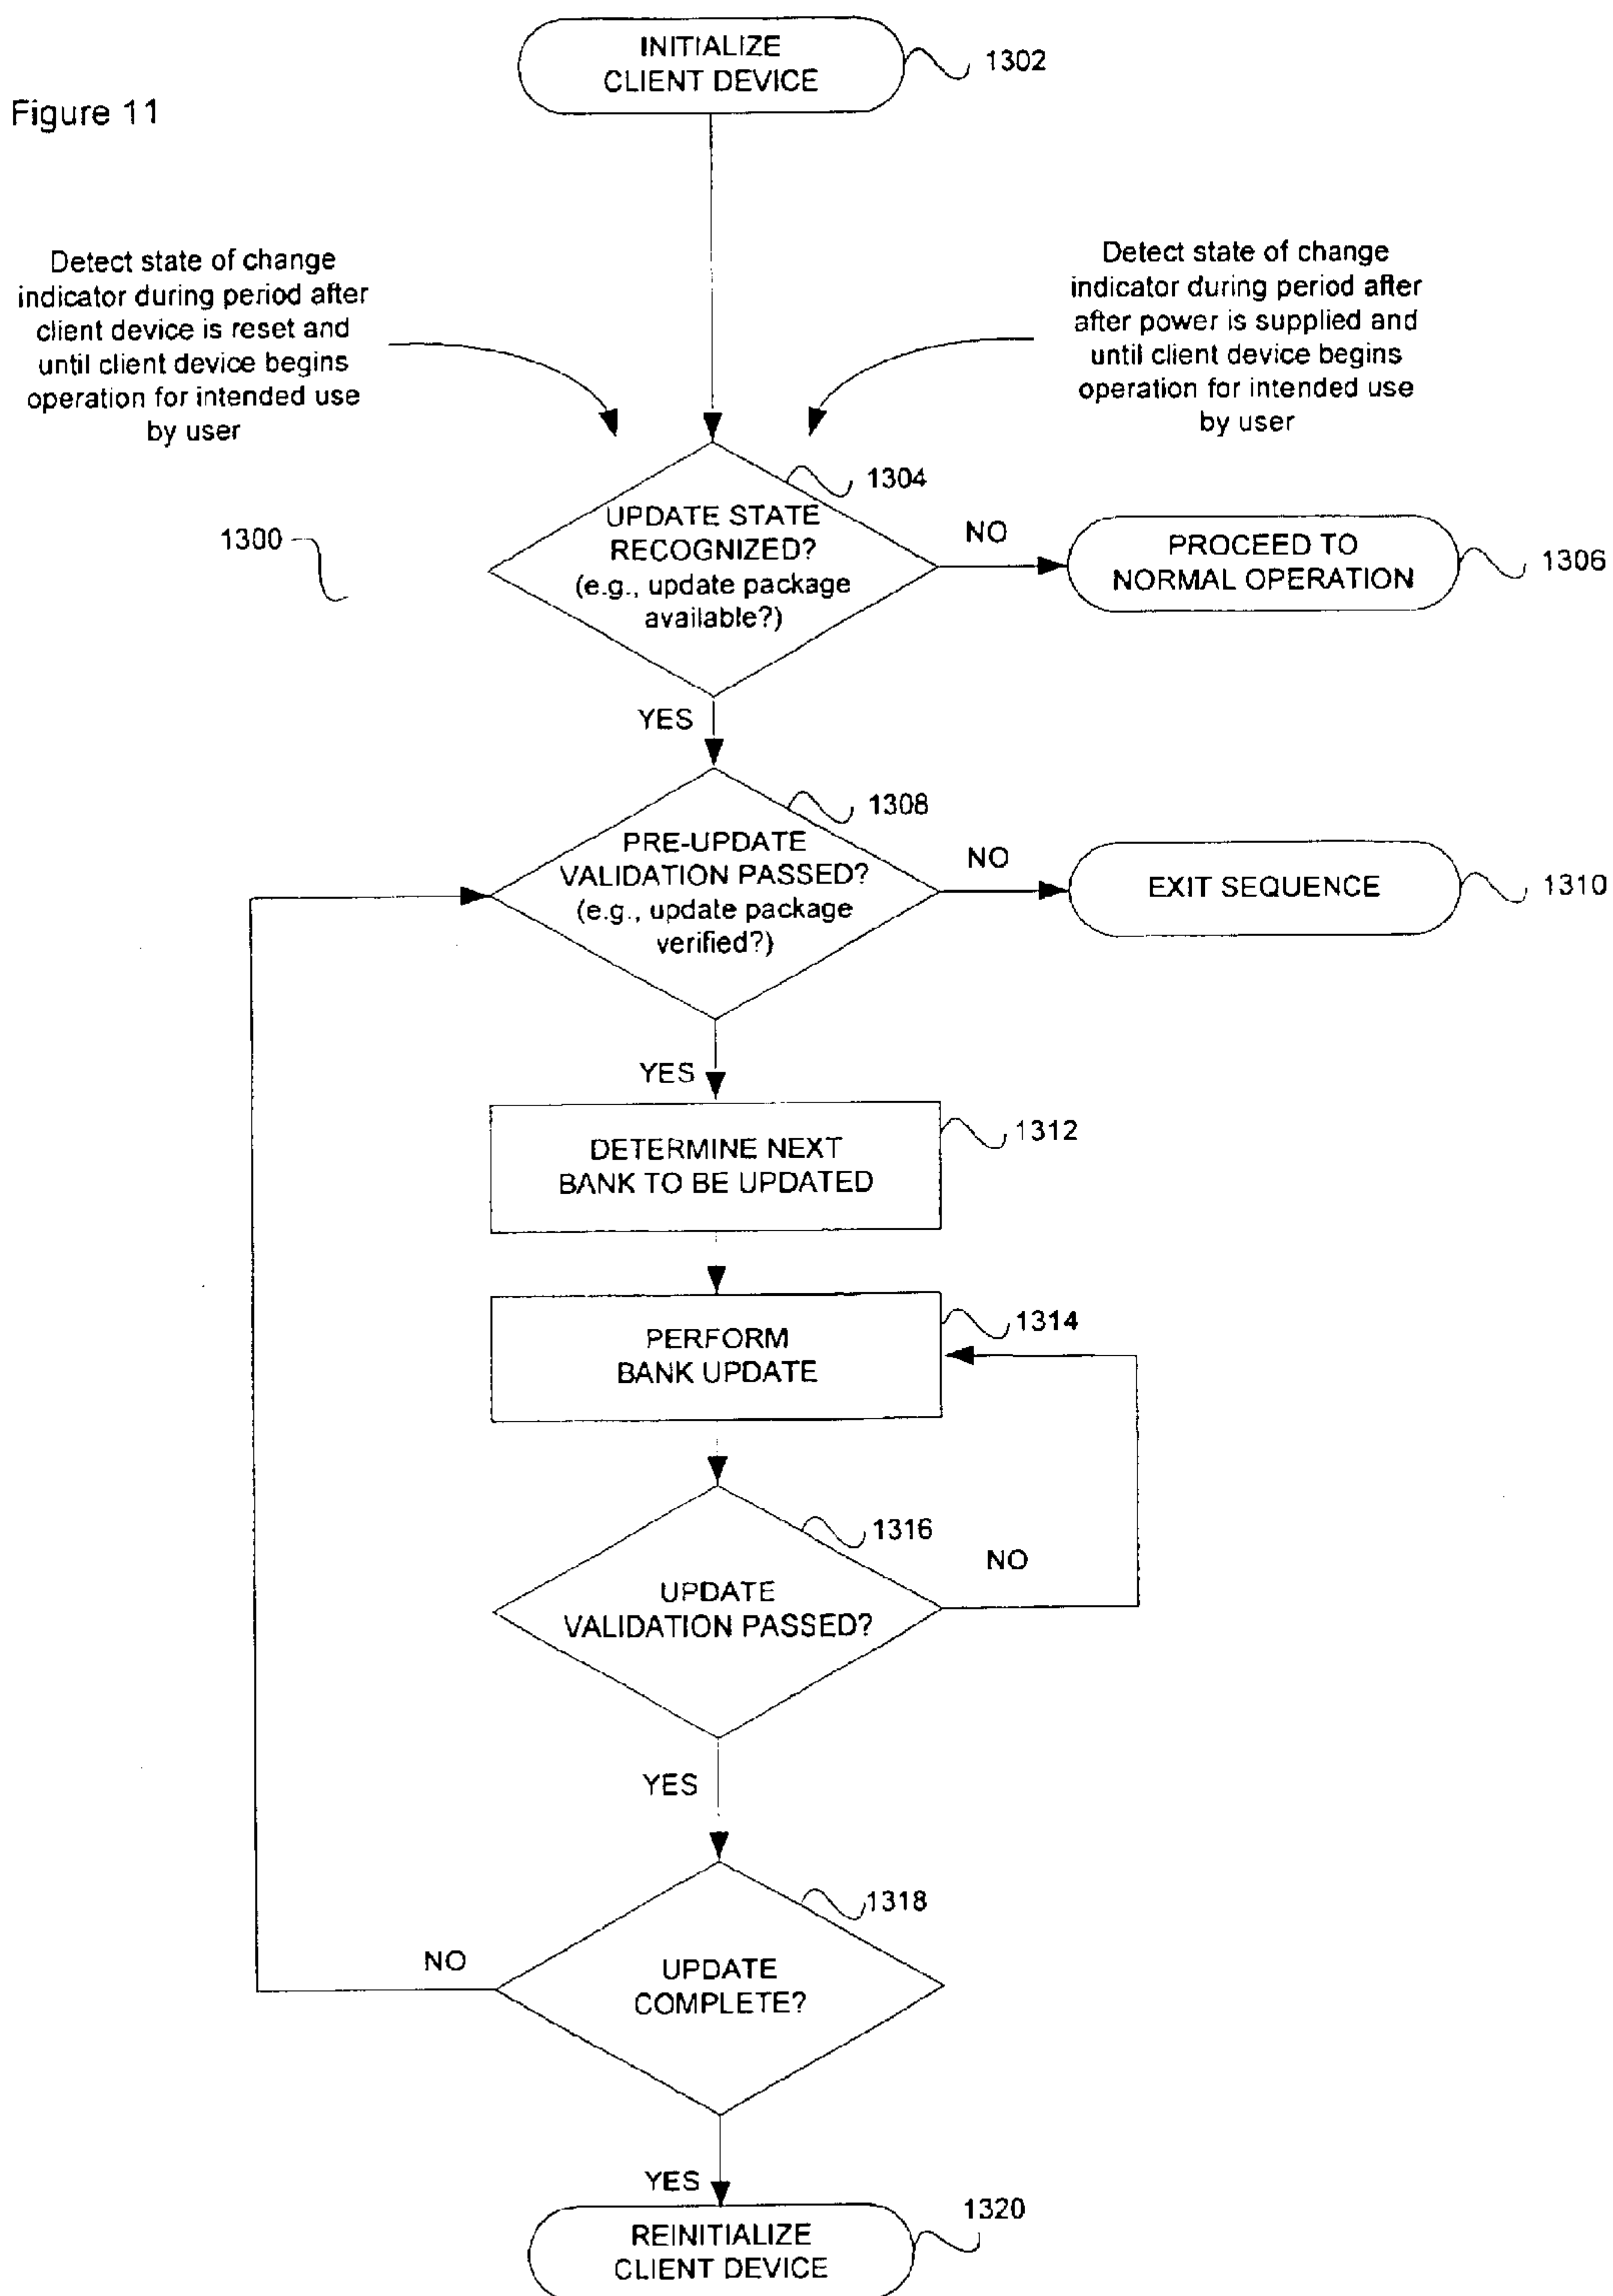 INITIALIZE
CLIENT DEVICE
1302
Figure 11
Detect state of change
indicator during period after
client device is reset and
until client device begins
operation for intended use
by user
Detect state of change
indicator during period after
after power is supplied and
until client device begins
operation for intended use
by user
1304
UPDATE STATE
RECOGNIZED?
(e.g., update package
available?)
NO
PROCEED TO
NORMAL OPERATION
1306
1300
YES
1308
PRE-UPDATE
VALIDATION PASSED?
(e.g., update package
verified?)
NO
EXIT SEQUENCE
1310
YES
DETERMINE NEXT
BANK TO BE UPDATED
1312
PERFORM
BANK UPDATE
1314
1316
UPDATE
VALIDATION PASSED?
NO
YES
1318
UPDATE
COMPLETE?
NO
YES
REINITIALIZE
CLIENT DEVICE
1320